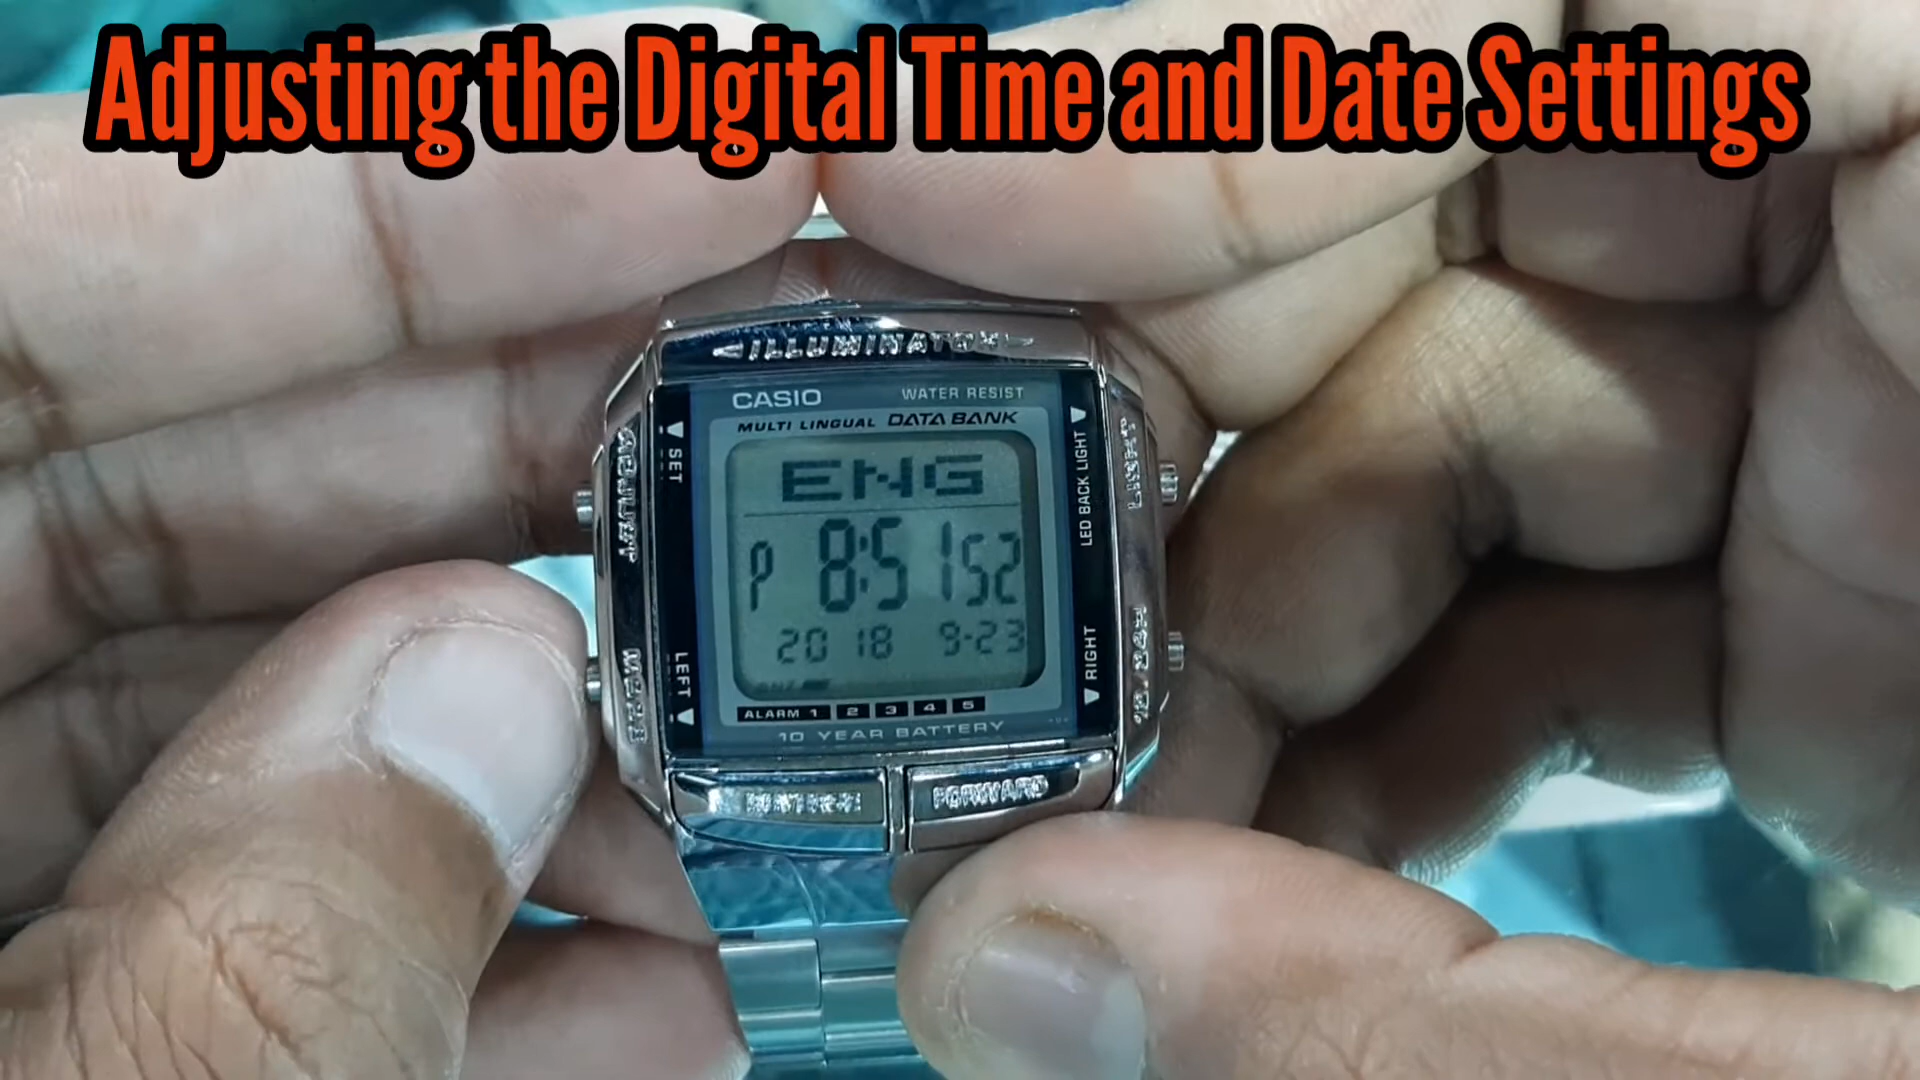 Adjusting the Digital Time and Date Settings
ILLUMINATOR
CASIO WATER RESIST
MULTI LINGUAL DATA BANK
SET
LED BACK LIGHT
ADJUST
LIGHT
ENG
P 8:51 52
20 18 9-23
LEFT
RIGHT
MODE
12/24H
ALARM 1 2 3 4 5
10 YEAR BATTERY
FORWARD